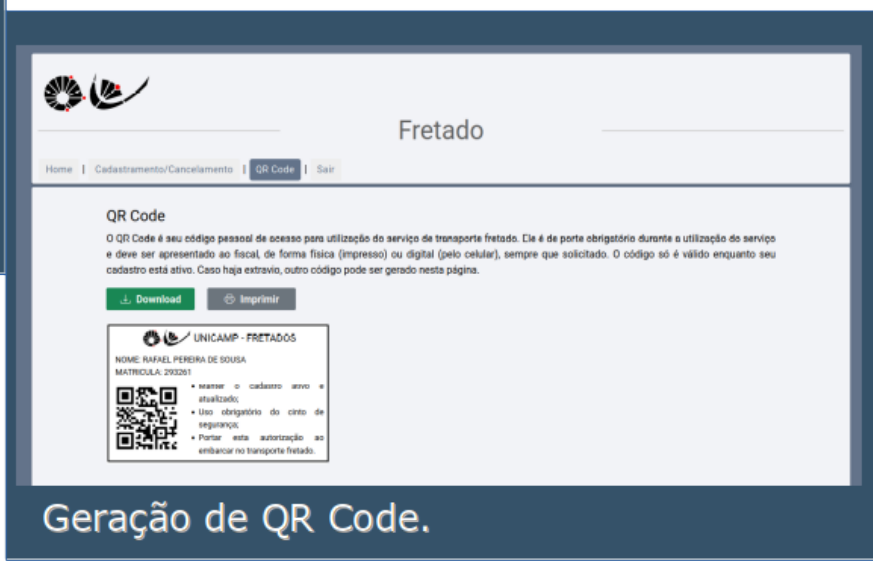 Fretado
Home | Cadastramento/Cancelamento | QR Code | Sair
QR Code
O QR Code é seu código pessoal de acesso para utilização do serviço de transporte fretado. Ele é de porte obrigatório durante a utilização do serviço
e deve ser apresentado ao fiscal, de forma física (impresso) ou digital (pelo celular), sempre que solicitado. O código só é válido enquanto seu
cadastro está ativo. Caso haja extravio, outro código pode ser gerado nesta página.
Download
Imprimir
UNICAMP - FRETADOS
NOME: RAFAEL PEREIRA DE SOUSA
MATRICULA: 293261
• Manter o cadastro ativo e
atualizado;
• Uso obrigatório do cinto de
segurança;
• Portar esta autorização ao
embarcar no transporte fretado.
Geração de QR Code.